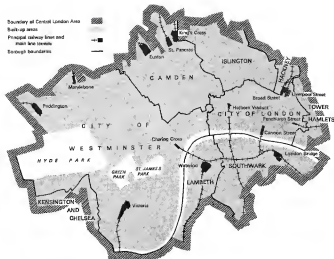 Boundary of Central London Area
Built-up areas
Principal railway lines and
main line termini
Borough boundaries
King's Cross
St. Pancras
Euston
ISLINGTON
Marylebone
CAMDEN
HACKNEY
Broad Street
Liverpool Street
TOWER
HAMLETS
Paddington
Holborn Viaduct
CITY OF LONDON
Fenchurch Street
CITY OF
WESTMINSTER
Cannon Street
Charing Cross
HYDE PARK
London Bridge
GREEN
PARK
ST. JAMES'S
PARK
Waterloo
SOUTHWARK
LAMBETH
KENSINGTON
AND
CHELSEA
Victoria